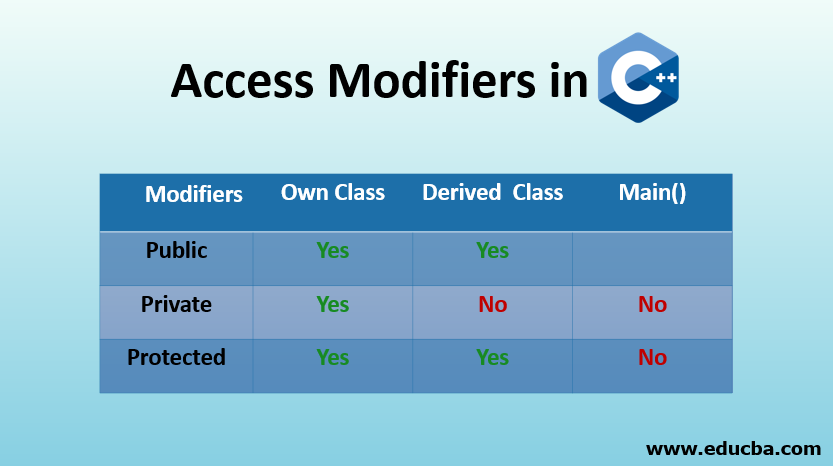 Access Modifiers in C++
Modifiers Own Class Derived Class Main()
Public Yes Yes
Private Yes No No
Protected Yes Yes No
www.educba.com